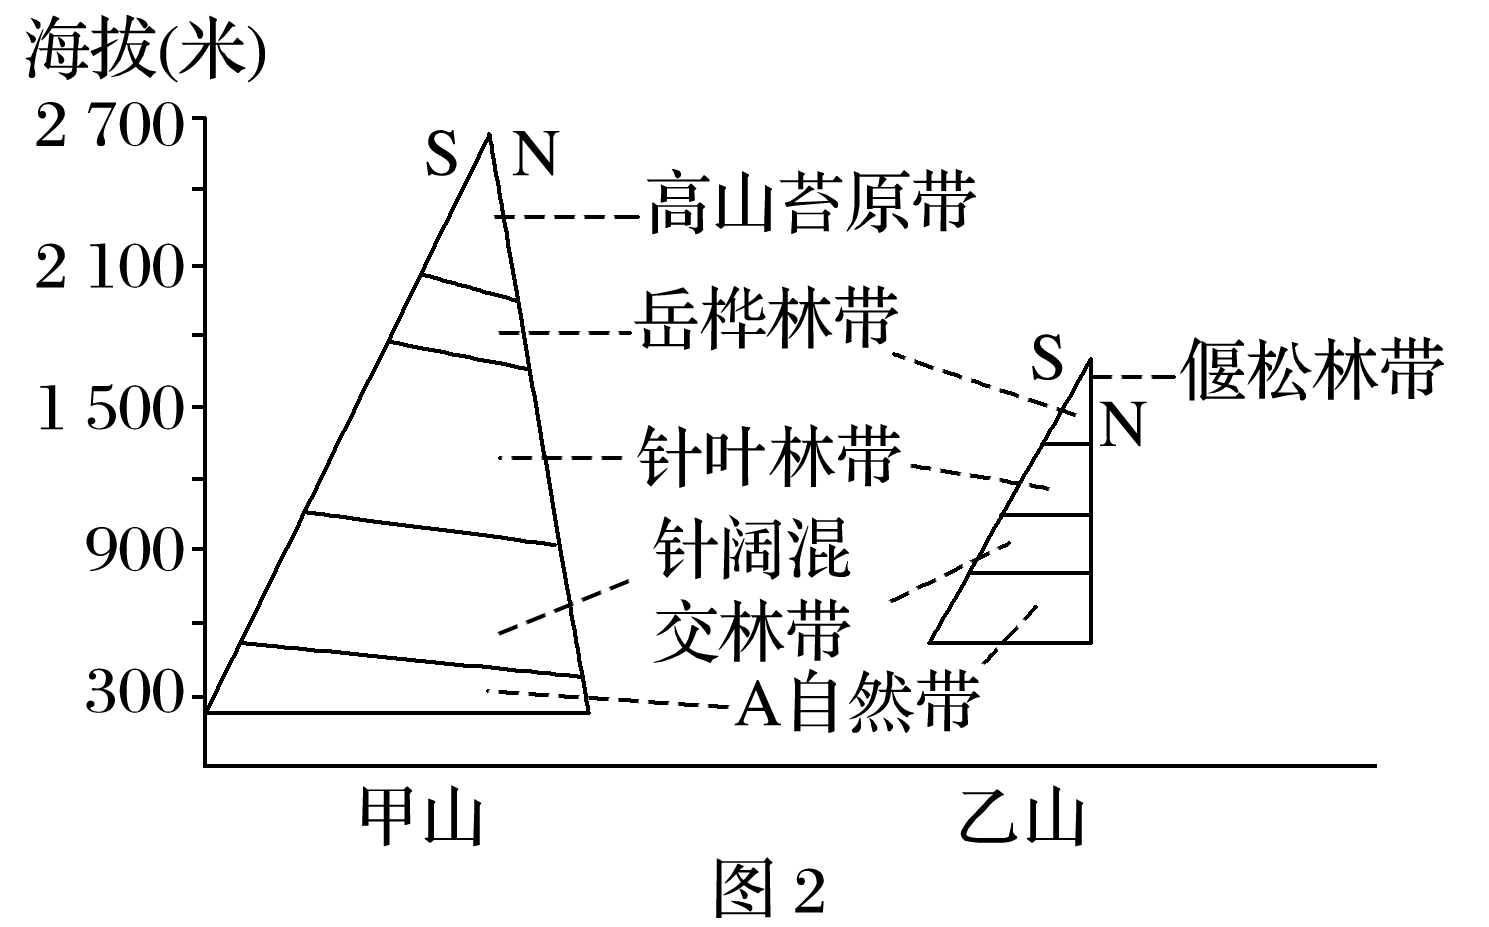 海拔(米)
2 700
2 100
1 500
900
300
S N
高山苔原带
岳桦林带
针叶林带
针阔混
交林带
A自然带
S
N
偃松林带
甲山
乙山
图 2